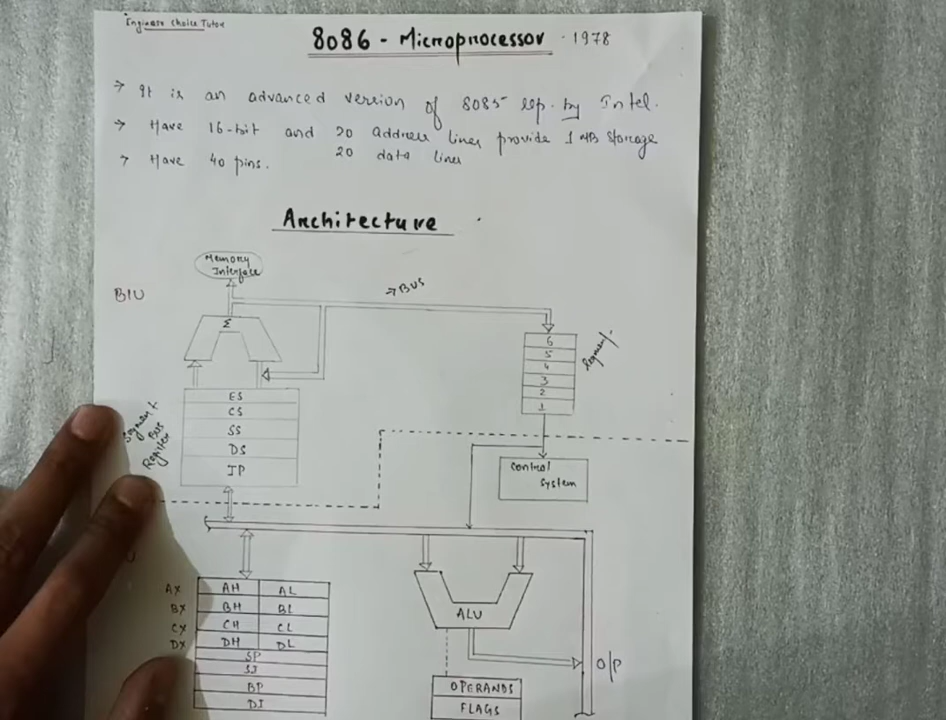 Engineers Choice Tutor
8086 - Microprocessor - 1978
→ It is an advanced version of 8085 by Intel.
→ Have 16-bit and 20 address lines provide 1 MB storage
20 data lines
→ Have 40 pins.
Architecture
Memory
Interface
BIU
→BUS
Σ
6
5
4
3
2
1
ES
CS
SS
DS
IP
Segment
Bus
Register
Control
System
AX AH AL
BX BH BL
CX CH CL
DX DH DL
SP
SI
BP
DI
ALU
O/P
OPERANDS
FLAGS